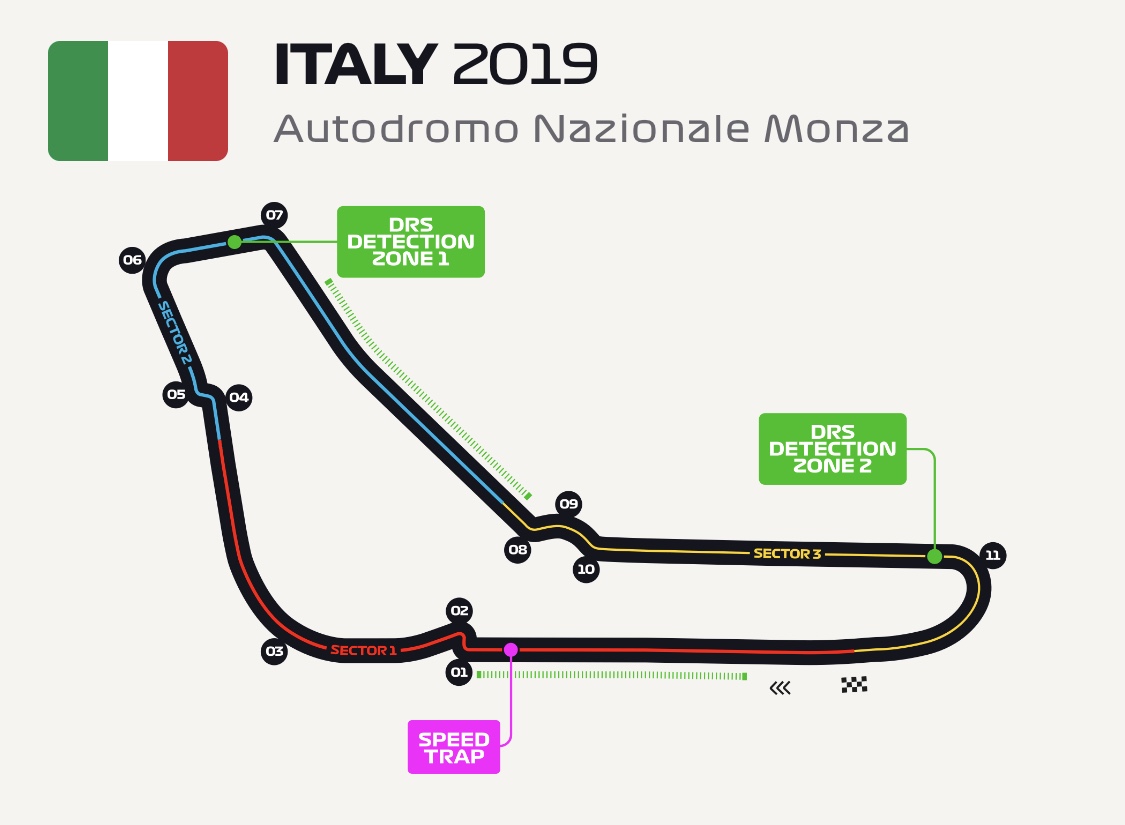 ITALY 2019
Autodromo Nazionale Monza
07
DRS
DETECTION
ZONE 1
06
SECTOR 2
05
04
DRS
DETECTION
ZONE 2
09
08
10
SECTOR 3
11
02
03
SECTOR 1
01
SPEED
TRAP